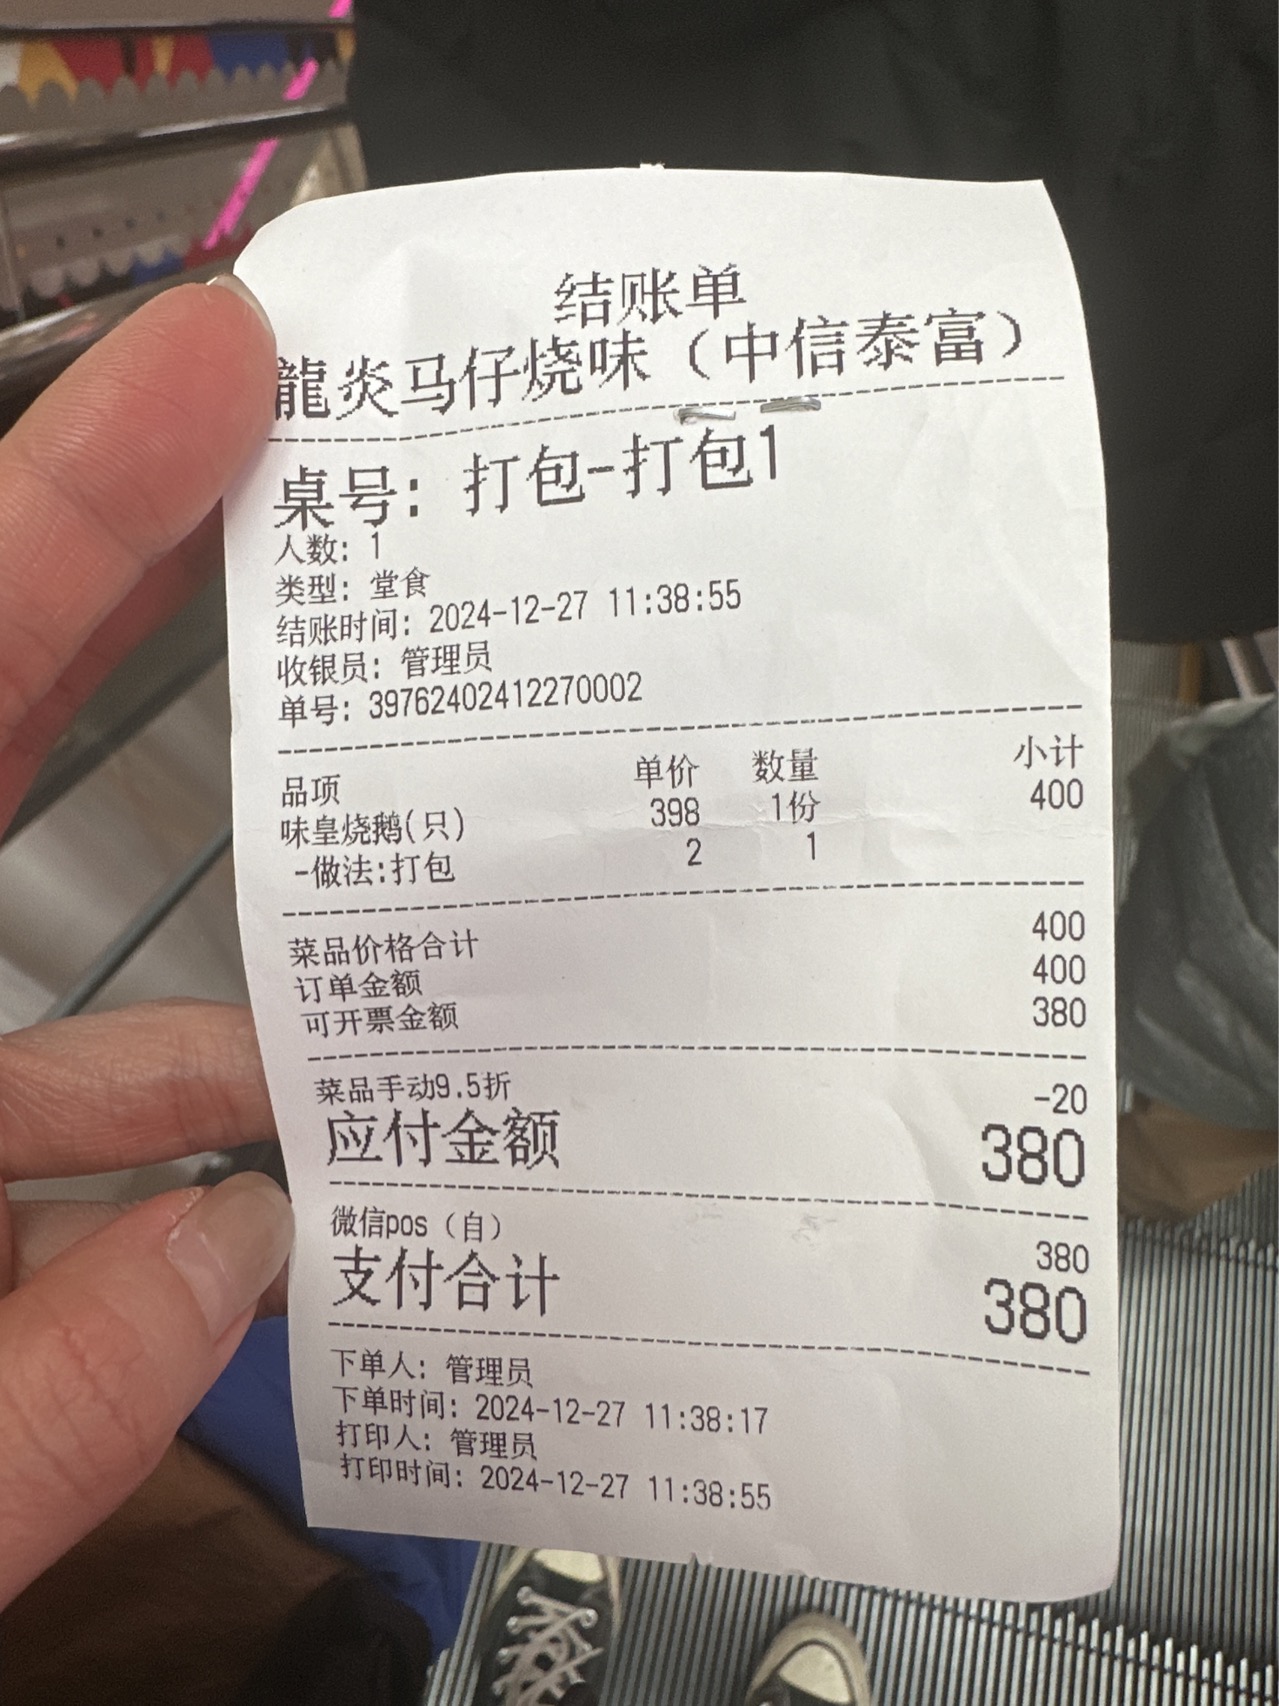 结账单
龍炎马仔烧味（中信泰富）
桌号：打包-打包1
人数：1
类型：堂食
结账时间：2024-12-27 11:38:55
收银员：管理员
单号：39762402412270002
品项 单价 数量 小计
味皇烧鹅(只) 398 1份 400
-做法:打包 2 1
菜品价格合计 400
订单金额 400
可开票金额 380
菜品手动9.5折 -20
应付金额 380
微信pos（自） 380
支付合计 380
下单人：管理员
下单时间：2024-12-27 11:38:17
打印人：管理员
打印时间：2024-12-27 11:38:55